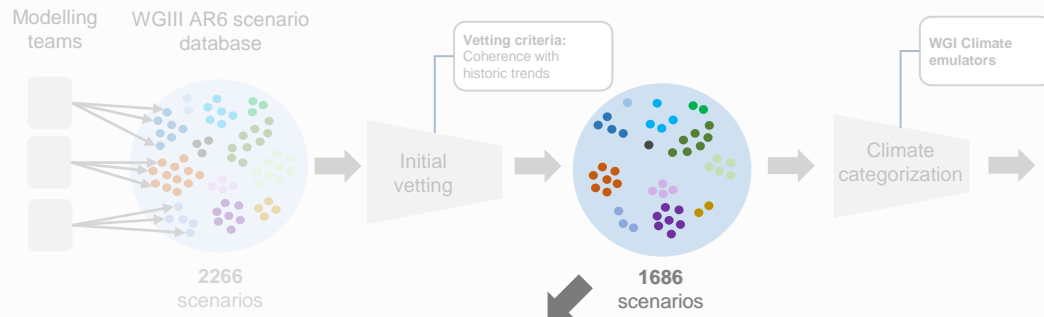 Modelling
teams
WGIII AR6 scenario
database
Vetting criteria:
Coherence with
historic trends
WGI Climate
emulators
Initial
vetting
Climate
categorization
2266
scenarios
1686
scenarios